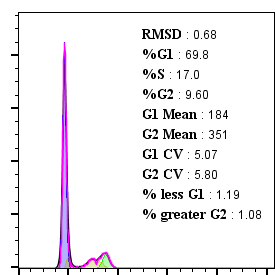 RMSD : 0.68
%G1 : 69.8
%S : 17.0
%G2 : 9.60
G1 Mean : 184
G2 Mean : 351
G1 CV : 5.07
G2 CV : 5.80
% less G1 : 1.19
% greater G2 : 1.08